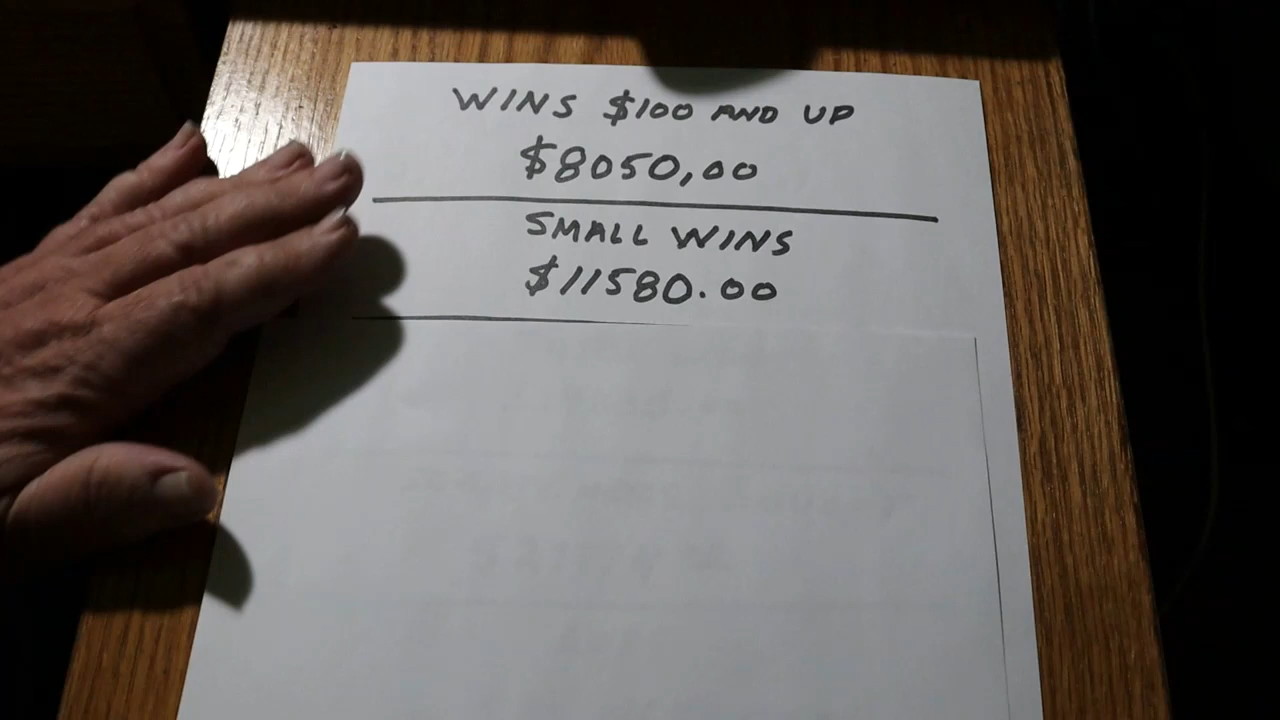 WINS $100 AND UP
$8050,00
SMALL WINS
$11580.00